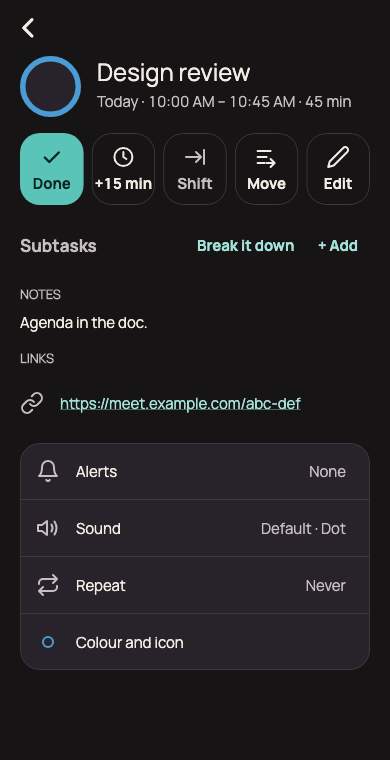 Design review
Today · 10:00 AM – 10:45 AM · 45 min
Done
+15 min
Shift
Move
Edit
Subtasks
Break it down
+ Add
NOTES
Agenda in the doc.
LINKS
https://meet.example.com/abc-def
Alerts
None
Sound
Default · Dot
Repeat
Never
Colour and icon